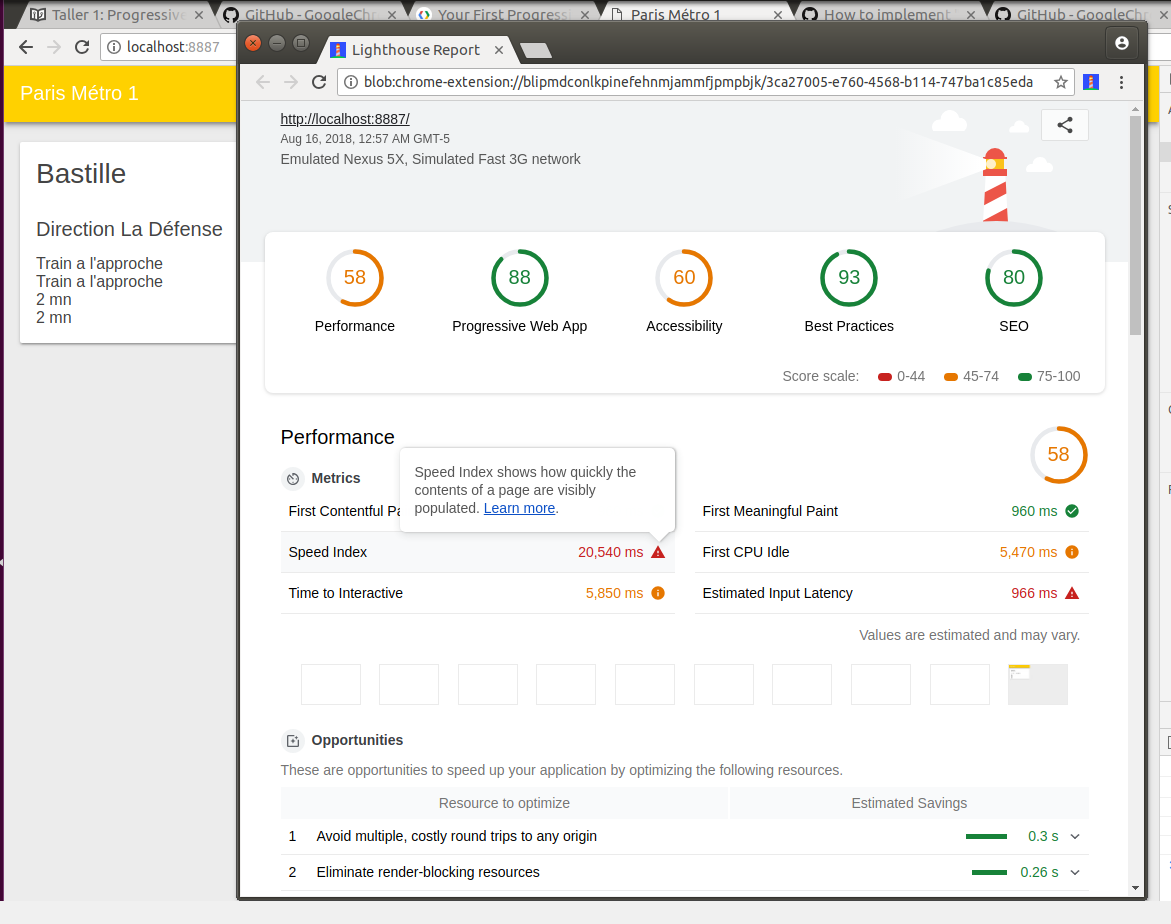 Taller 1: Progressive
GitHub - GoogleChr
Your First Progress
Paris Métro 1
How to implement
GitHub - GoogleChr
localhost:8887
Lighthouse Report
blob:chrome-extension://blipmdconlkpinefehnmjammfjpmpbjk/3ca27005-e760-4568-b114-747ba1c85eda
Paris Métro 1
Bastille
Direction La Défense
Train a l'approche
Train a l'approche
2 mn
2 mn
http://localhost:8887/
Aug 16, 2018, 12:57 AM GMT-5
Emulated Nexus 5X, Simulated Fast 3G network
58
88
60
93
80
Performance
Progressive Web App
Accessibility
Best Practices
SEO
Score scale: 0-44 45-74 75-100
Performance
58
Metrics
Speed Index shows how quickly the
contents of a page are visibly
populated. Learn more.
First Contentful Pa
First Meaningful Paint 960 ms
Speed Index 20,540 ms
First CPU Idle 5,470 ms
Time to Interactive 5,850 ms
Estimated Input Latency 966 ms
Values are estimated and may vary.
Opportunities
These are opportunities to speed up your application by optimizing the following resources.
Resource to optimize Estimated Savings
1 Avoid multiple, costly round trips to any origin 0.3 s
2 Eliminate render-blocking resources 0.26 s